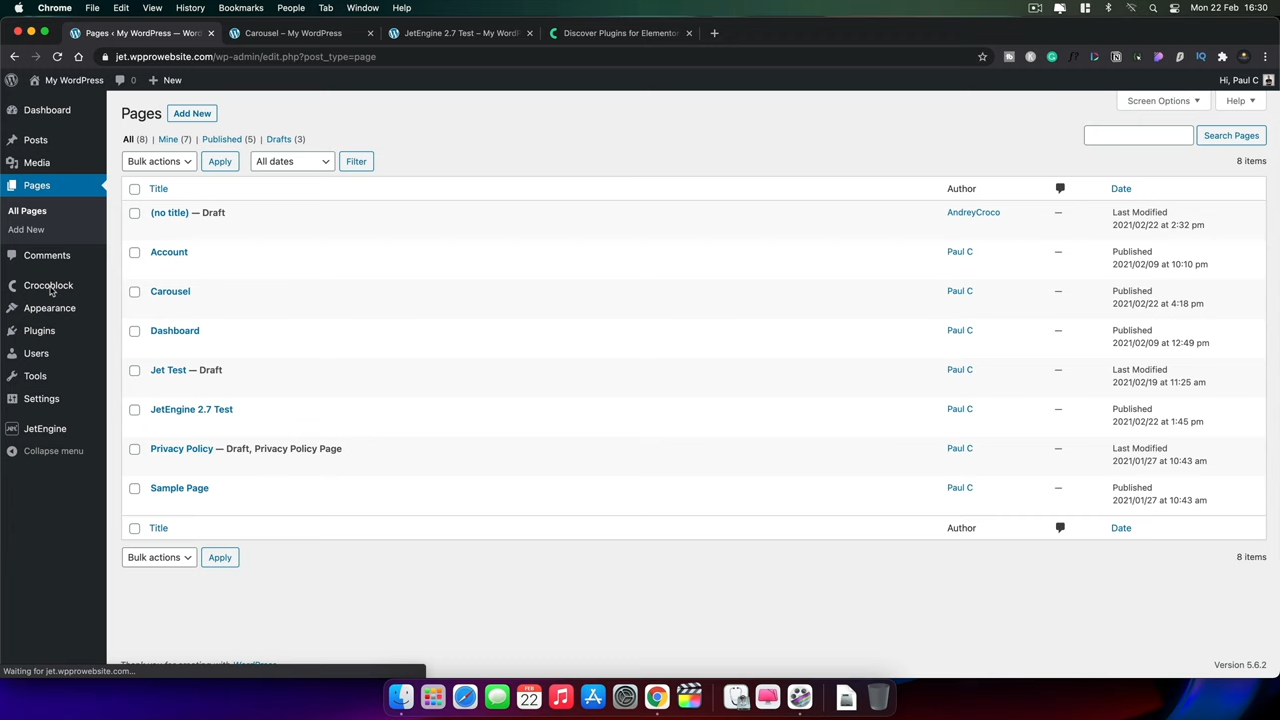 Chrome File Edit View History Bookmarks People Tab Window Help Mon 22 Feb 16:30
Pages ‹ My WordPress — Word Carousel – My WordPress JetEngine 2.7 Test – My WordP Discover Plugins for Elementor
jet.wpprowebsite.com/wp-admin/edit.php?post_type=page
My WordPress 0 New Hi, Paul C
Dashboard
Posts
Media
Pages
All Pages
Add New
Comments
Crocoblock
Appearance
Plugins
Users
Tools
Settings
JetEngine
Collapse menu
Screen Options Help
Pages Add New
All (8) | Mine (7) | Published (5) | Drafts (3)
Search Pages
Bulk actions Apply All dates Filter
8 items
Title Author Date
(no title) — Draft AndreyCroco — Last Modified
2021/02/22 at 2:32 pm
Account Paul C — Published
2021/02/09 at 10:10 pm
Carousel Paul C — Published
2021/02/22 at 4:18 pm
Dashboard Paul C — Published
2021/02/09 at 12:49 pm
Jet Test — Draft Paul C — Last Modified
2021/02/19 at 11:25 am
JetEngine 2.7 Test Paul C — Published
2021/02/22 at 1:45 pm
Privacy Policy — Draft, Privacy Policy Page Paul C — Last Modified
2021/01/27 at 10:43 am
Sample Page Paul C — Published
2021/01/27 at 10:43 am
Title Author Date
Bulk actions Apply
8 items
Version 5.6.2
Waiting for jet.wpprowebsite.com...
FEB
22